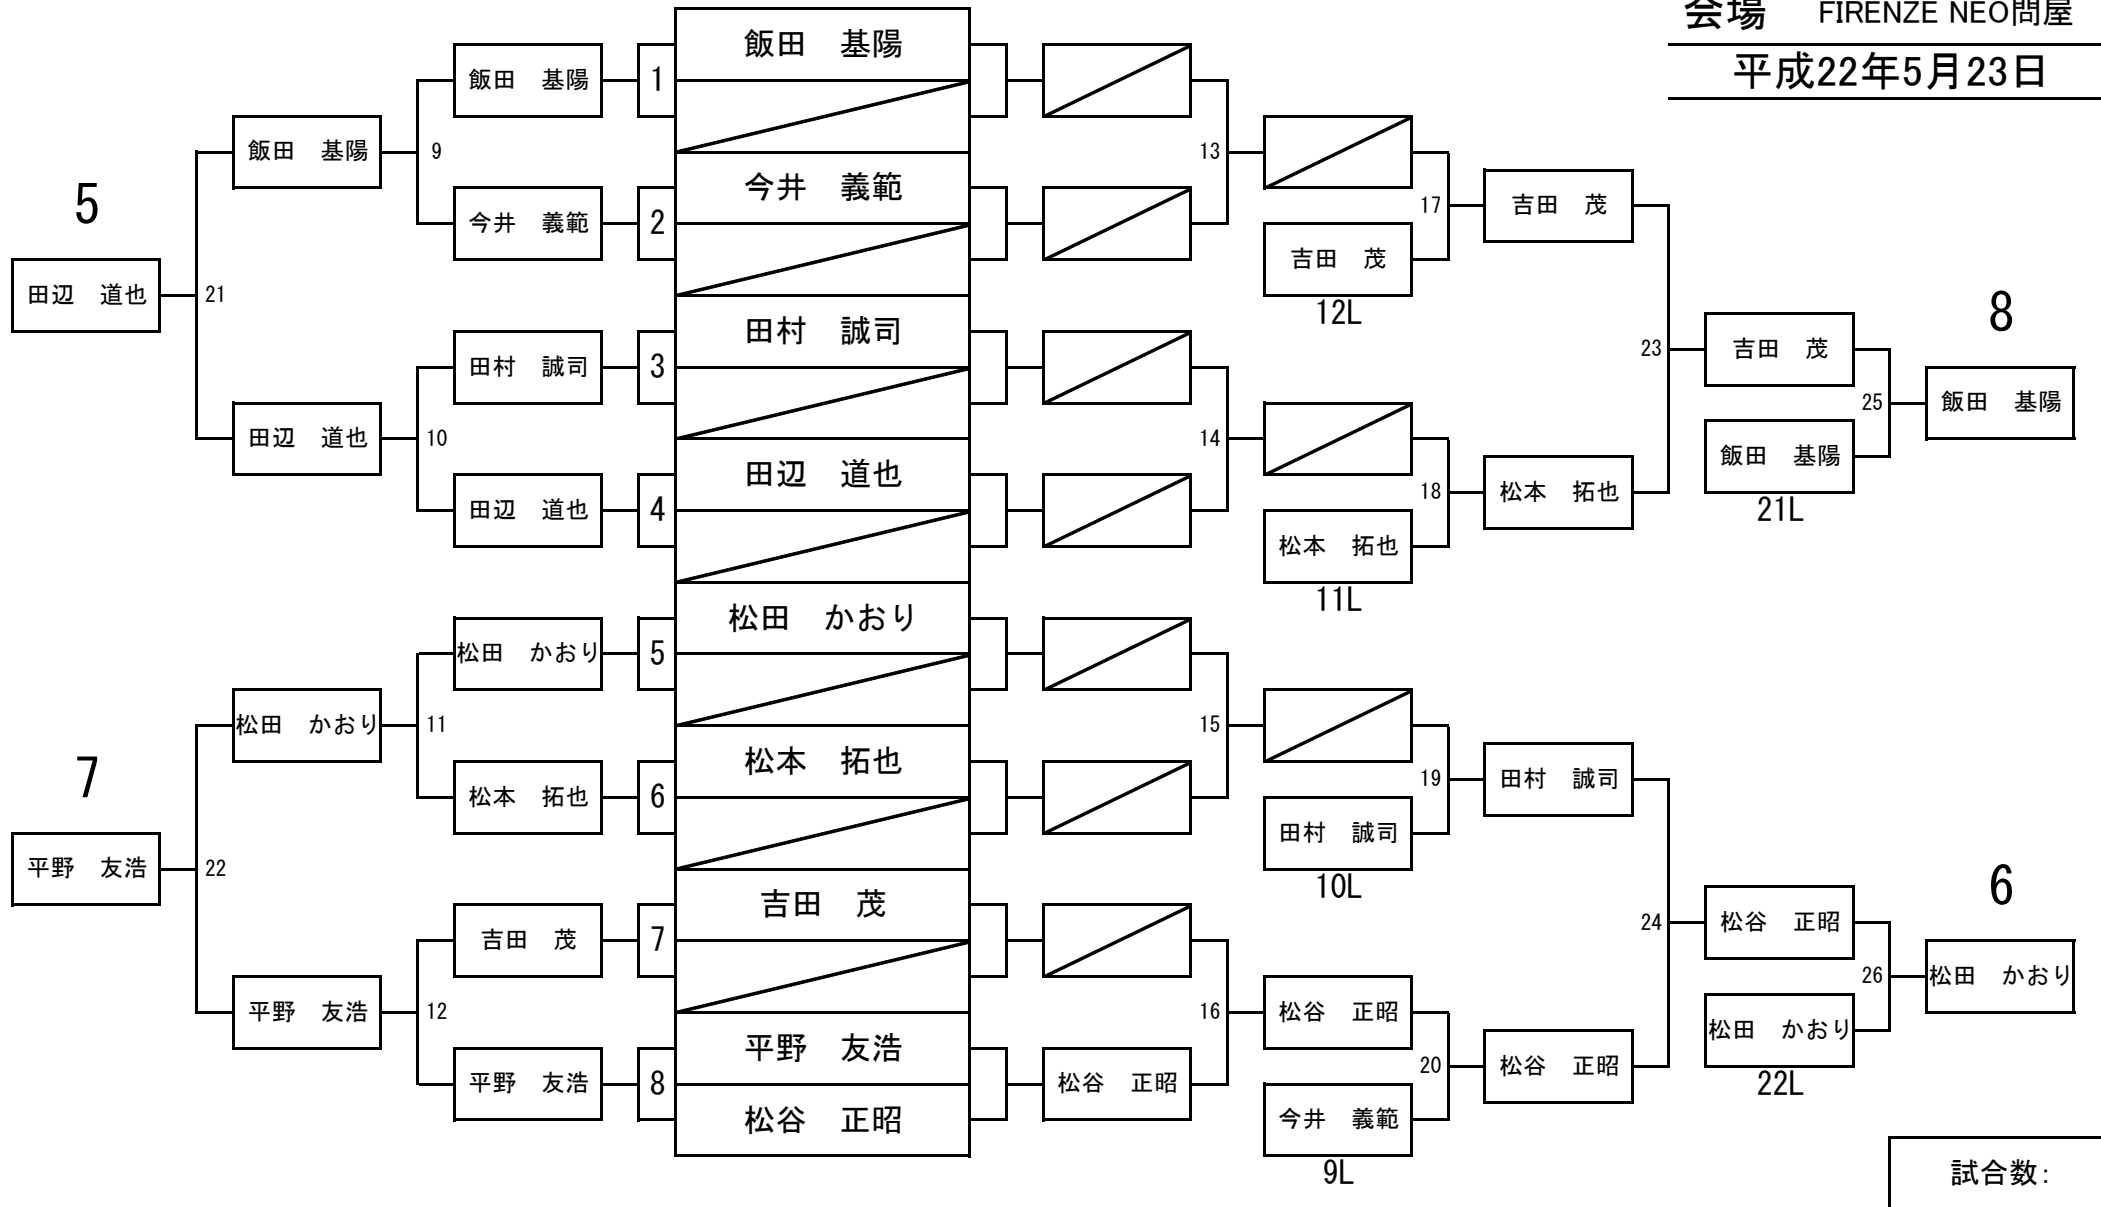 会場　FIRENZE NEO問屋
平成22年5月23日
飯田　基陽
飯田　基陽
1
飯田　基陽
9
13
今井　義範
5
今井　義範
2
17
吉田　茂
吉田　茂
12L
田辺　道也
21
田村　誠司
田村　誠司
3
23
吉田　茂
8
25
飯田　基陽
田辺　道也
10
14
田辺　道也
飯田　基陽
21L
田辺　道也
4
18
松本　拓也
松本　拓也
11L
松田　かおり
松田　かおり
5
松田　かおり
11
15
松本　拓也
7
松本　拓也
6
19
田村　誠司
田村　誠司
10L
平野　友浩
22
吉田　茂
吉田　茂
7
24
松谷　正昭
6
26
松田　かおり
平野　友浩
12
16
松谷　正昭
平野　友浩
松田　かおり
22L
平野　友浩
8
松谷　正昭
20
松谷　正昭
松谷　正昭
今井　義範
9L
試合数：